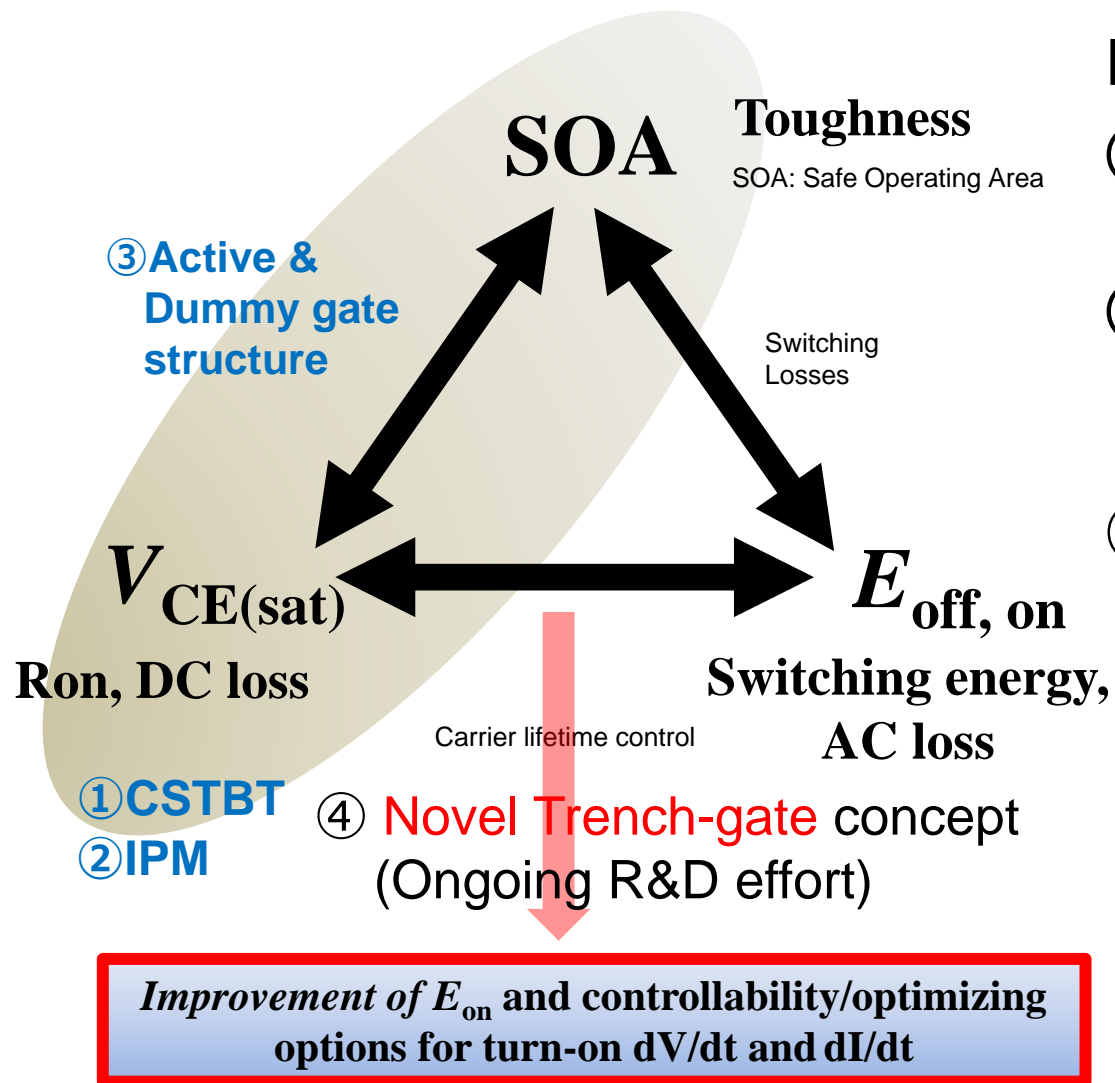 SOA
Toughness
SOA: Safe Operating Area
③Active &
Dummy gate
structure
Switching
Losses
V CE(sat)
Ron, DC loss
E off, on
Switching energy,
AC loss
Carrier lifetime control
①CSTBT
②IPM
④ Novel Trench-gate concept
(Ongoing R&D effort)
Improvement of Eon and controllability/optimizing
options for turn-on dV/dt and dI/dt